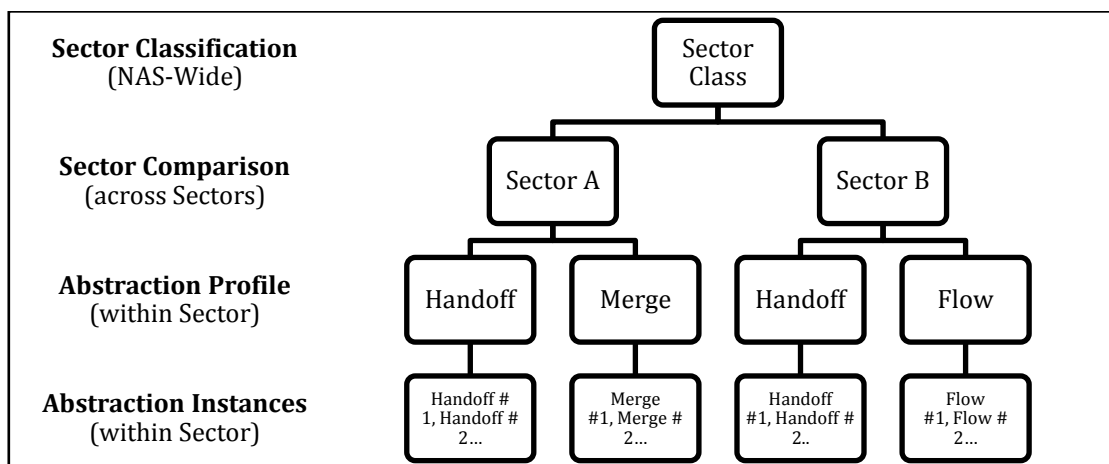 Sector Classification
(NAS-Wide)
Sector
Class
Sector Comparison
(across Sectors)
Sector A
Sector B
Abstraction Profile
(within Sector)
Handoff
Merge
Handoff
Flow
Abstraction Instances
(within Sector)
Handoff #
1, Handoff #
2...
Merge
#1, Merge #
2...
Handoff
#1, Handoff #
2..
Flow
#1, Flow #
2...